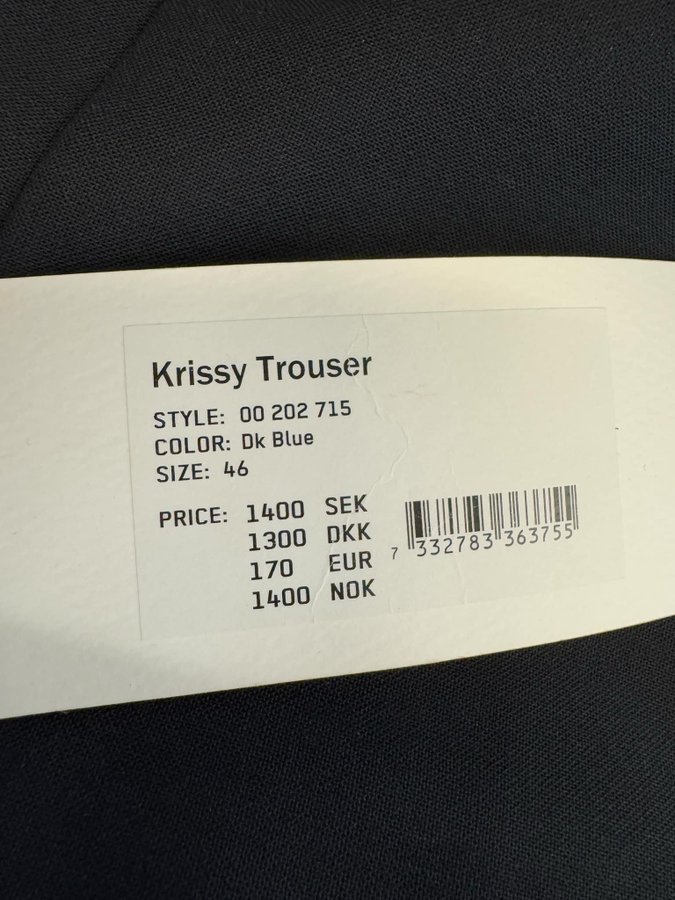 Krissy Trouser
STYLE: 00 202 715
COLOR: Dk Blue
SIZE: 46
PRICE: 1400 SEK
1300 DKK
170 EUR
1400 NOK
7 332783 363755